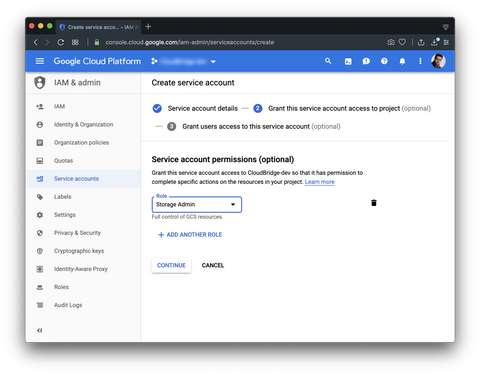 Create service acco... – IAM &
console.cloud.google.com/iam-admin/serviceaccounts/create
Google Cloud Platform
IAM & admin
Create service account
Service account details
2 Grant this service account access to project (optional)
3 Grant users access to this service account (optional)
IAM
Identity & Organization
Organization policies
Quotas
Service accounts
Labels
Settings
Privacy & Security
Cryptographic keys
Identity-Aware Proxy
Roles
Audit Logs
Service account permissions (optional)
Grant this service account access to CloudBridge-dev so that it has permission to
complete specific actions on the resources in your project. Learn more
Role
Storage Admin
Full control of GCS resources.
+ ADD ANOTHER ROLE
CONTINUE CANCEL